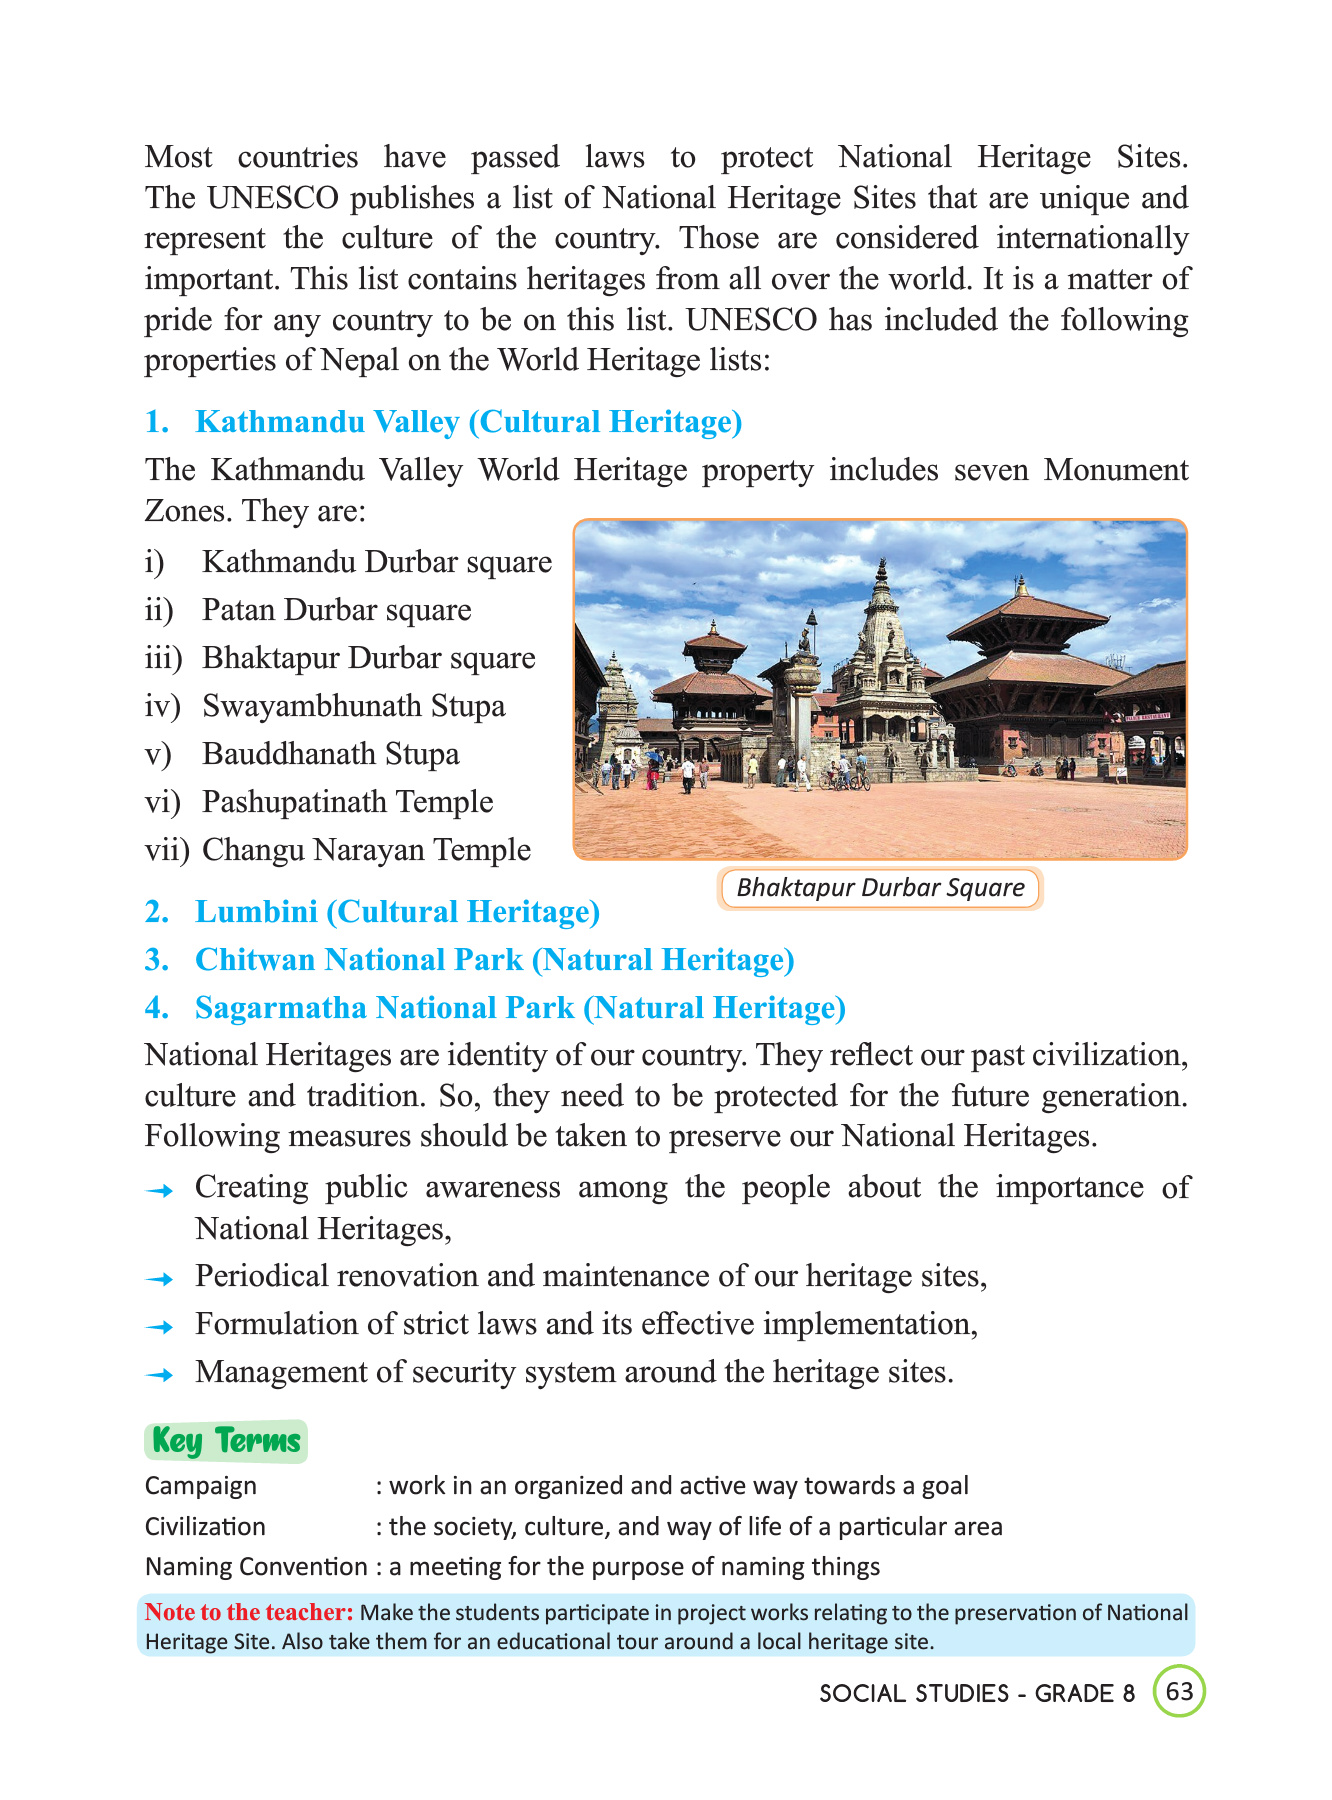 Most countries have passed laws to protect National Heritage Sites.
The UNESCO publishes a list of National Heritage Sites that are unique and
represent the culture of the country. Those are considered internationally
important. This list contains heritages from all over the world. It is a matter of
pride for any country to be on this list. UNESCO has included the following
properties of Nepal on the World Heritage lists:
1. Kathmandu Valley (Cultural Heritage)
The Kathmandu Valley World Heritage property includes seven Monument
Zones. They are:
i) Kathmandu Durbar square
ii) Patan Durbar square
iii) Bhaktapur Durbar square
iv) Swayambhunath Stupa
v) Bauddhanath Stupa
vi) Pashupatinath Temple
vii) Changu Narayan Temple
Bhaktapur Durbar Square
2. Lumbini (Cultural Heritage)
3. Chitwan National Park (Natural Heritage)
4. Sagarmatha National Park (Natural Heritage)
National Heritages are identity of our country. They reflect our past civilization,
culture and tradition. So, they need to be protected for the future generation.
Following measures should be taken to preserve our National Heritages.
→ Creating public awareness among the people about the importance of
National Heritages,
→ Periodical renovation and maintenance of our heritage sites,
→ Formulation of strict laws and its effective implementation,
→ Management of security system around the heritage sites.
Key Terms
Campaign : work in an organized and active way towards a goal
Civilization : the society, culture, and way of life of a particular area
Naming Convention : a meeting for the purpose of naming things
Note to the teacher: Make the students participate in project works relating to the preservation of National
Heritage Site. Also take them for an educational tour around a local heritage site.
SOCIAL STUDIES - GRADE 8 63